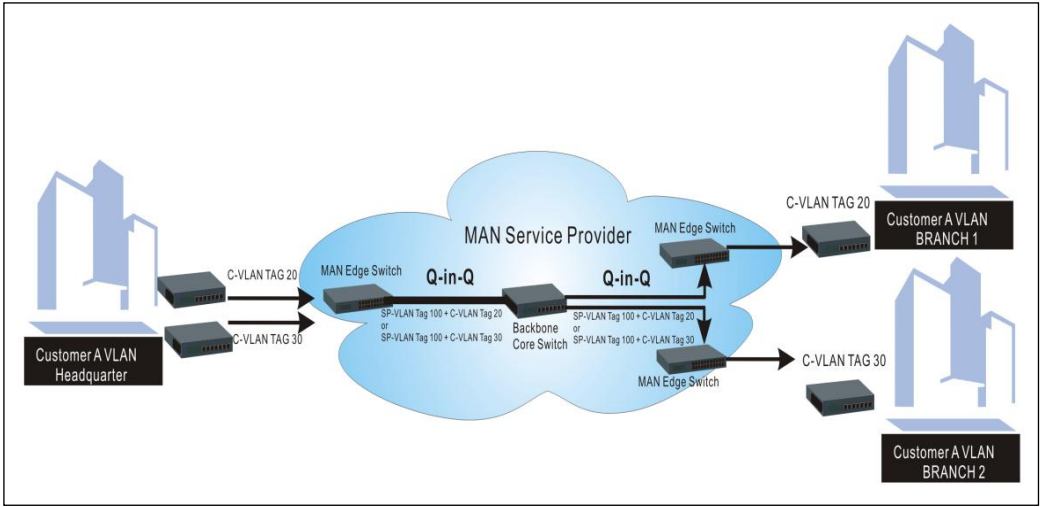 C-VLAN TAG 20
C-VLAN TAG 30
Customer A VLAN
Headquarter
MAN Service Provider
MAN Edge Switch
Q-in-Q
SP-VLAN Tag 100 + C-VLAN Tag 20
or
SP-VLAN Tag 100 + C-VLAN Tag 30
Backbone
Core Switch
Q-in-Q
SP-VLAN Tag 100 + C-VLAN Tag 20
or
SP-VLAN Tag 100 + C-VLAN Tag 30
MAN Edge Switch
MAN Edge Switch
C-VLAN TAG 20
Customer A VLAN
BRANCH 1
C-VLAN TAG 30
Customer A VLAN
BRANCH 2